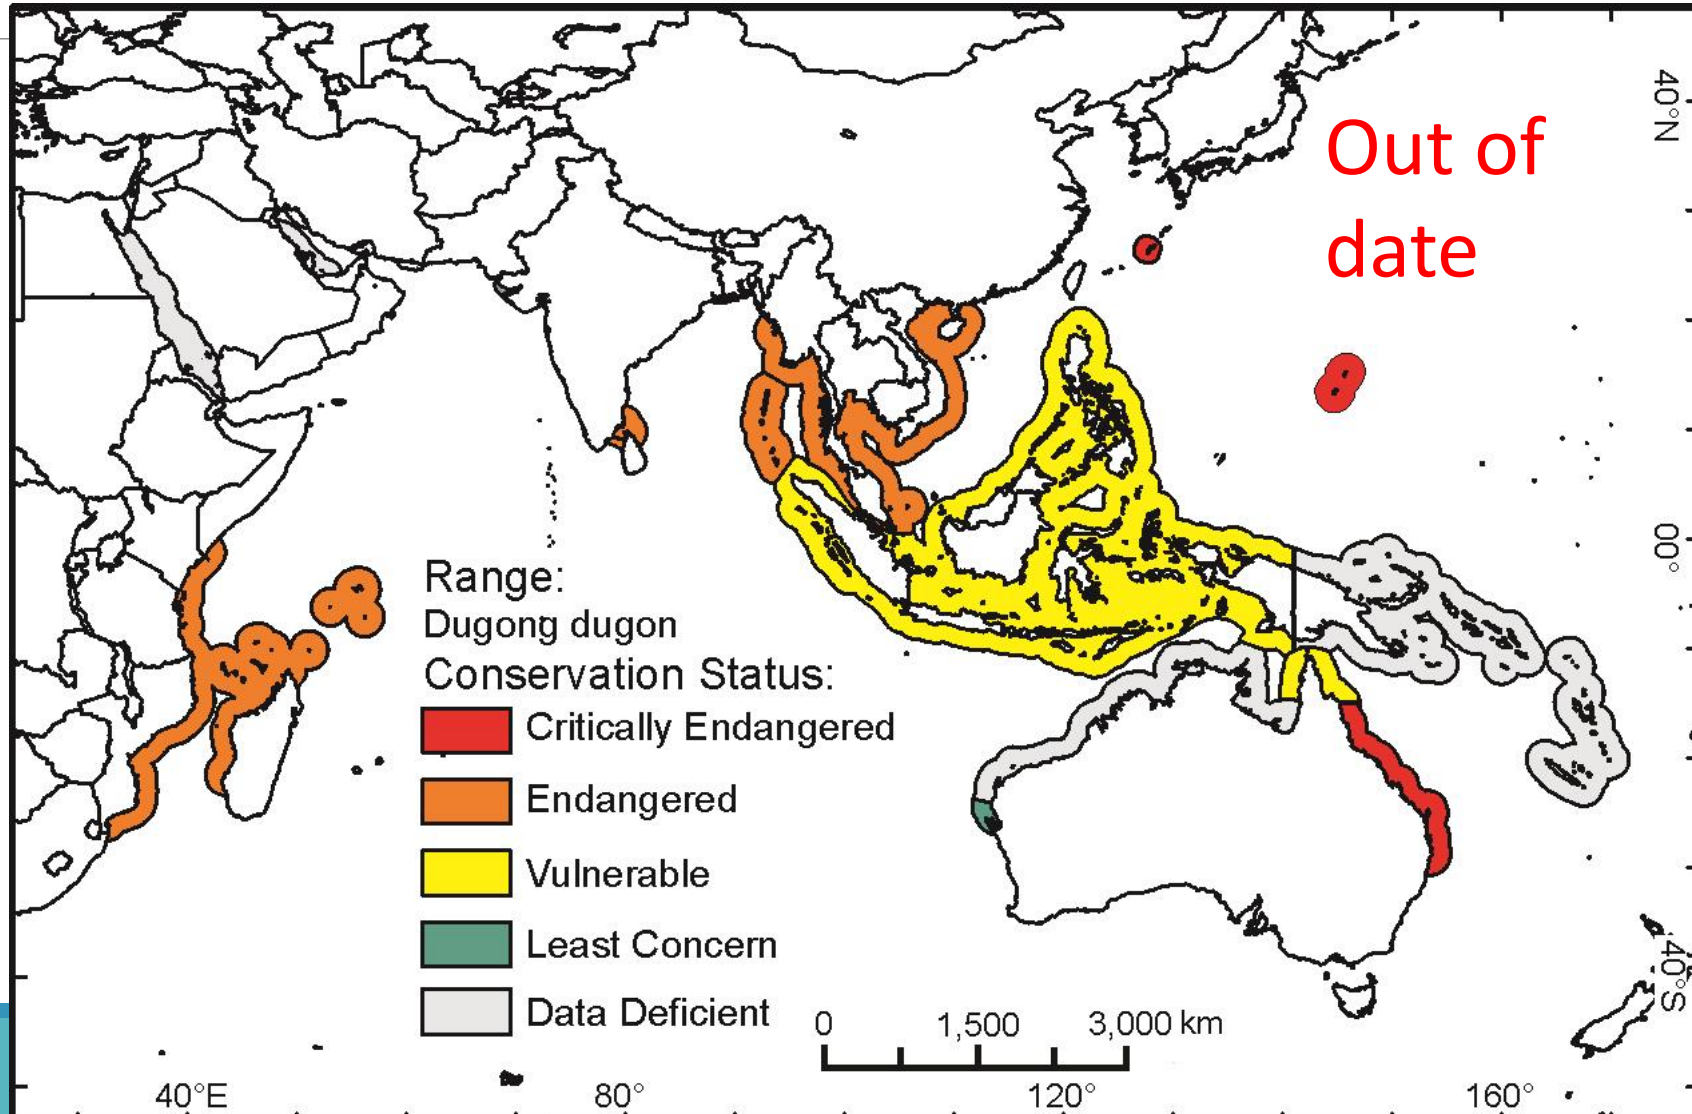 Out of
date
40°N
00°
40°S
Range:
Dugong dugon
Conservation Status:
Critically Endangered
Endangered
Vulnerable
Least Concern
Data Deficient
0 1,500 3,000 km
40°E 80° 120° 160°